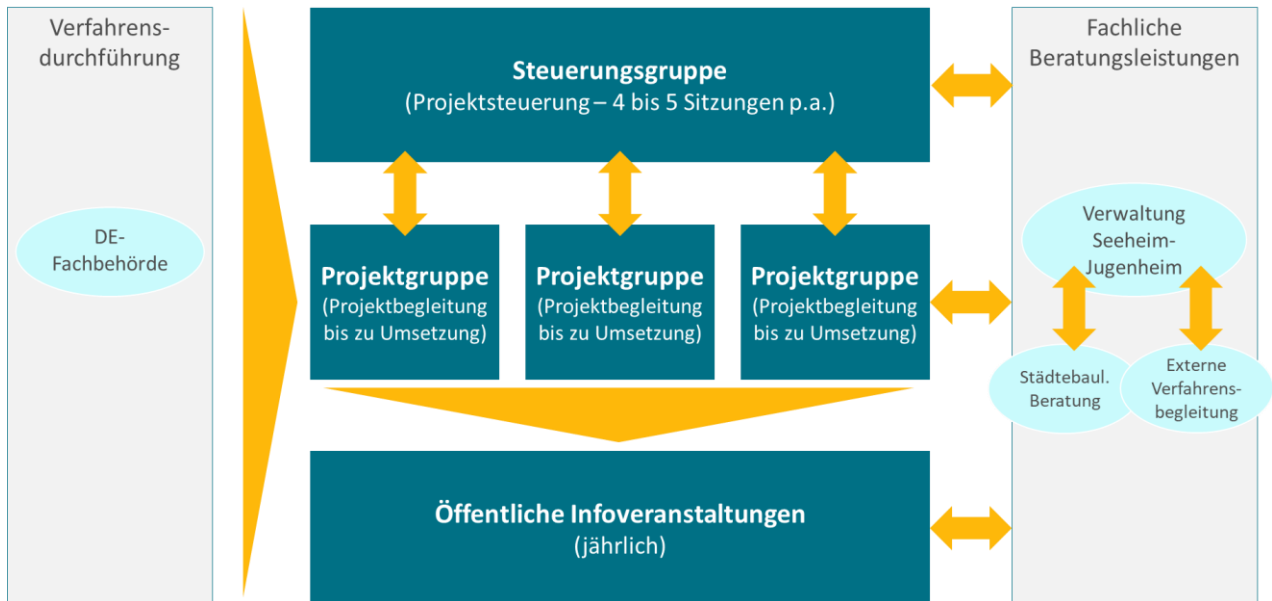 Verfahrens-
durchführung
DE-
Fachbehörde
Steuerungsgruppe
(Projektsteuerung – 4 bis 5 Sitzungen p.a.)
Projektgruppe
(Projektbegleitung
bis zu Umsetzung)
Projektgruppe
(Projektbegleitung
bis zu Umsetzung)
Projektgruppe
(Projektbegleitung
bis zu Umsetzung)
Öffentliche Infoveranstaltungen
(jährlich)
Fachliche
Beratungsleistungen
Verwaltung
Seeheim-
Jugenheim
Städtebaul.
Beratung
Externe
Verfahrens-
begleitung